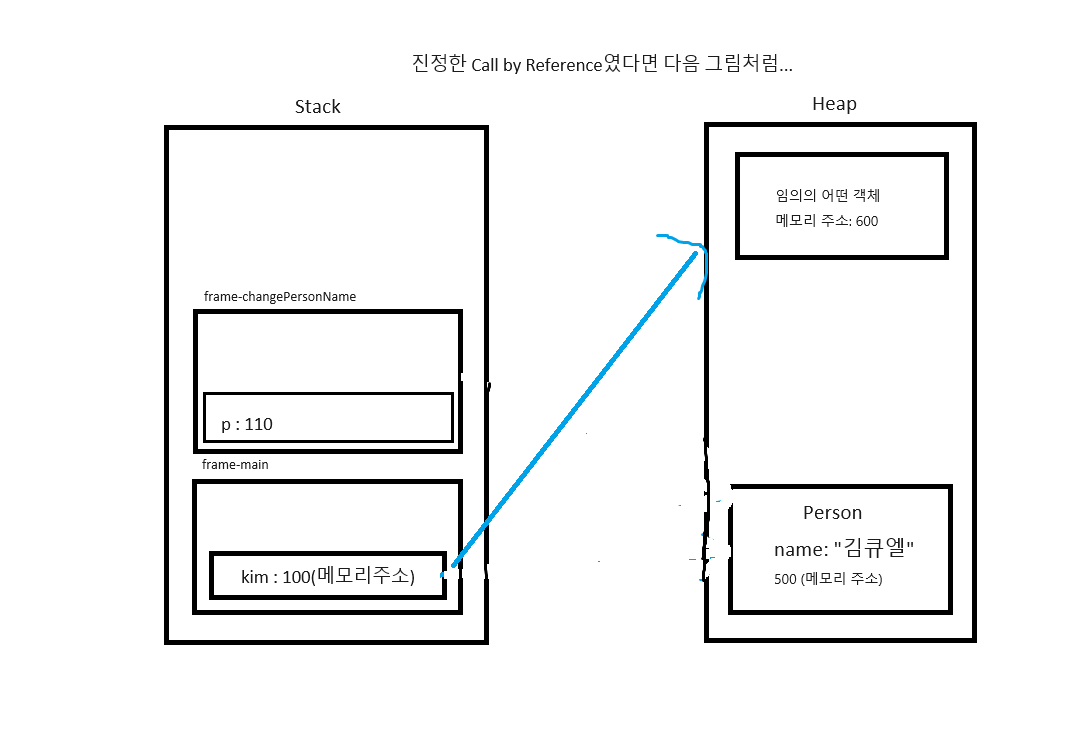 진정한 Call by Reference였다면 다음 그림처럼...
Stack
Heap
임의의 어떤 객체
메모리 주소: 600
frame-changePersonName
p : 110
frame-main
kim : 100(메모리주소)
Person
name: "김큐엘"
500 (메모리 주소)